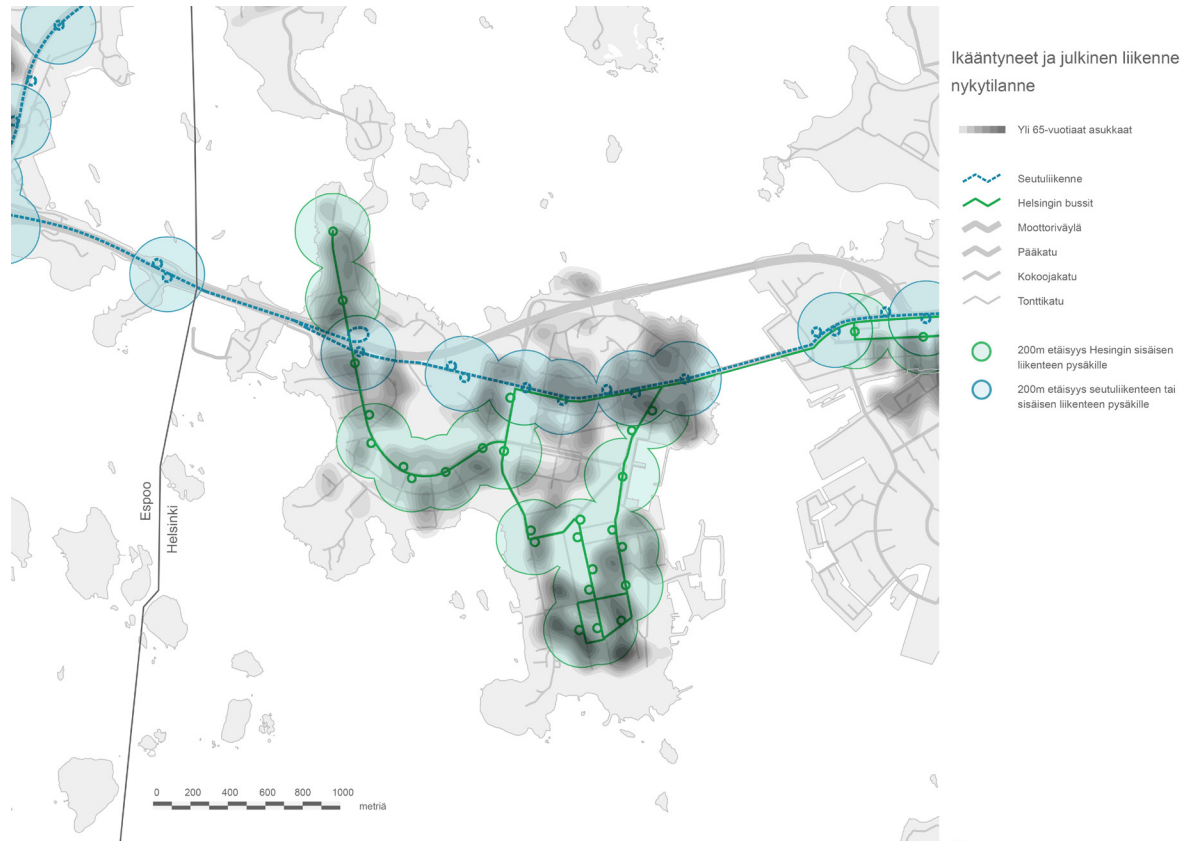 Ikääntyneet ja julkinen liikenne
nykytilanne
Yli 65-vuotiaat asukkaat
Seutuliikenne
Helsingin bussit
Moottoriväylä
Pääkatu
Kokoojakatu
Tonttikatu
200m etäisyys Hesingin sisäisen
liikenteen pysäkille
200m etäisyys seutuliikenteen tai
sisäisen liikenteen pysäkille
Espoo
Helsinki
0 200 400 600 800 1000
metriä